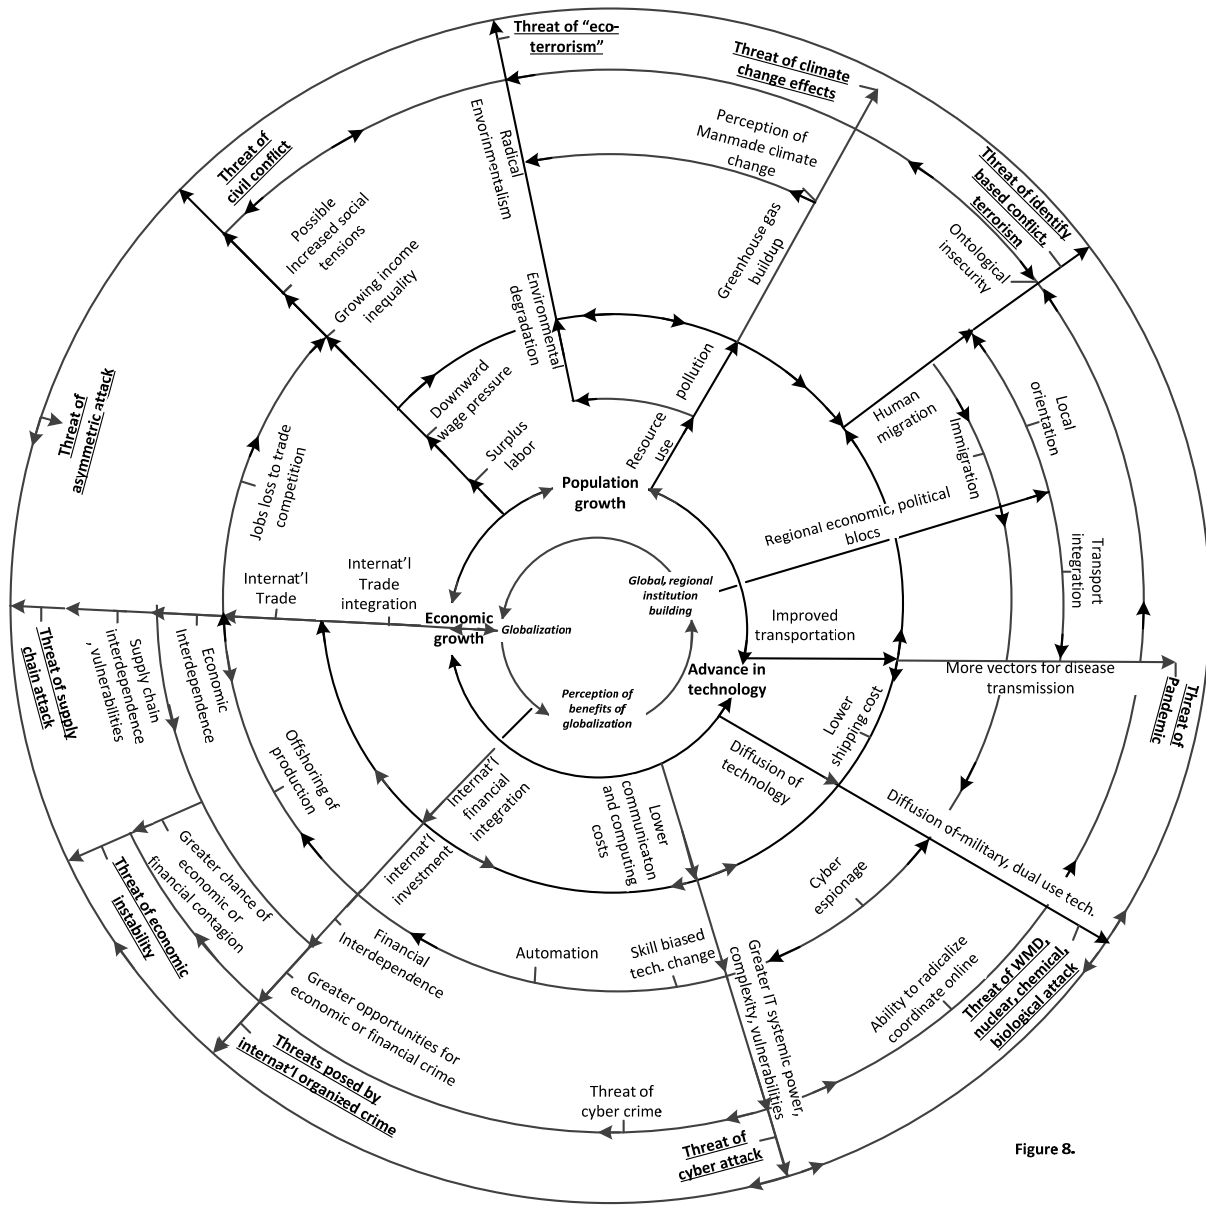 Threat of “eco-
terrorism”
Threat of climate
change effects
Threat of
civil conflict
Radical
Envorinmentalism
Perception of
Manmade climate
change
Threat of identify
based conflict,
terrorism
Possible
Increased social
tensions
Growing income
inequality
Greenhouse gas
buildup
Ontological
insecurity
Environmental
degradation
Downward
wage pressure
Surplus
labor
Resource
use
pollution
Human
migration
Immigration
Local
orientation
Threat of
asymmetric attack
Jobs loss to trade
competition
Population
growth
Regional economic, political
blocs
Transport
integration
Internat’l
Trade
Internat’l
Trade
integration
Economic
growth
Globalization
Global, regional
institution
building
Improved
transportation
Perception of
benefits of
globalization
Advance in
technology
More vectors for disease
transmission
Threat of
Pandemic
Threat of supply
chain attack
Supply chain
interdependence
, vulnerabilities
Economic
Interdependence
Offshoring of
production
Internat’l
financial
integration
Lower
communicaton
and computing
costs
Diffusion of
technology
Lower
shipping cost
Diffusion of-military, dual use tech.
Threat of economic
instability
Greater chance of
economic or
financial contagion
internat’l
investment
Cyber
espionage
Financial
Interdependence
Automation
Skill biased
tech. change
Greater IT systemic power,
complexity, vulnerabilities
Ability to radicalize
coordinate online
Threat of WMD,
nuclear, chemical,
biological attack
Greater opportunities for
economic or financial crime
Threats posed by
internat’l organized crime
Threat of
cyber crime
Threat of
cyber attack
Figure 8.